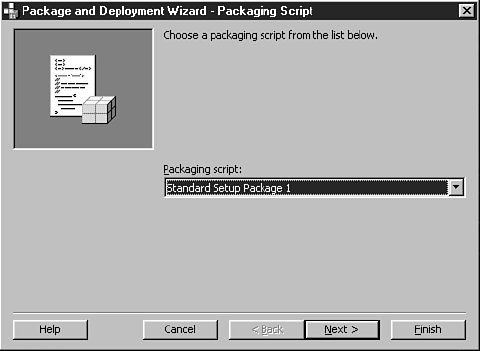 Package and Deployment Wizard - Packaging Script
Choose a packaging script from the list below.
Packaging script:
Standard Setup Package 1
Help
Cancel
< Back
Next >
Finish